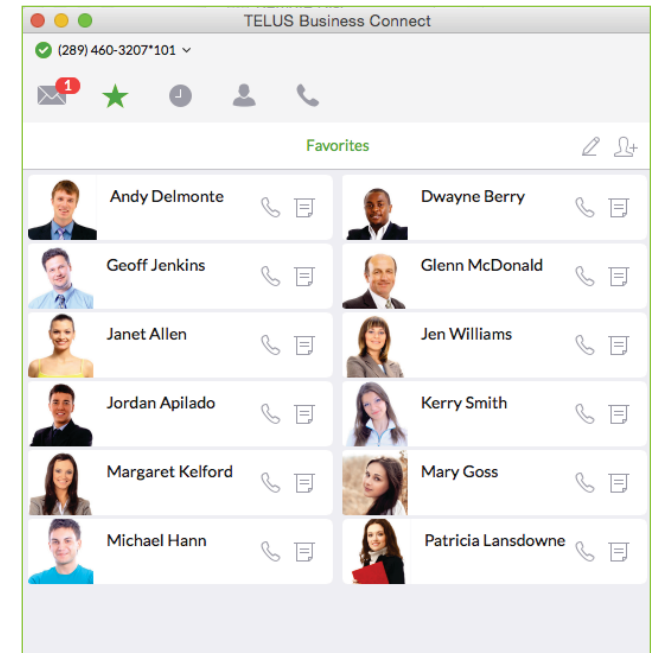 TELUS Business Connect
(289) 460-3207*101
1
Favorites
Andy Delmonte
Dwayne Berry
Geoff Jenkins
Glenn McDonald
Janet Allen
Jen Williams
Jordan Apilado
Kerry Smith
Margaret Kelford
Mary Goss
Michael Hann
Patricia Lansdowne